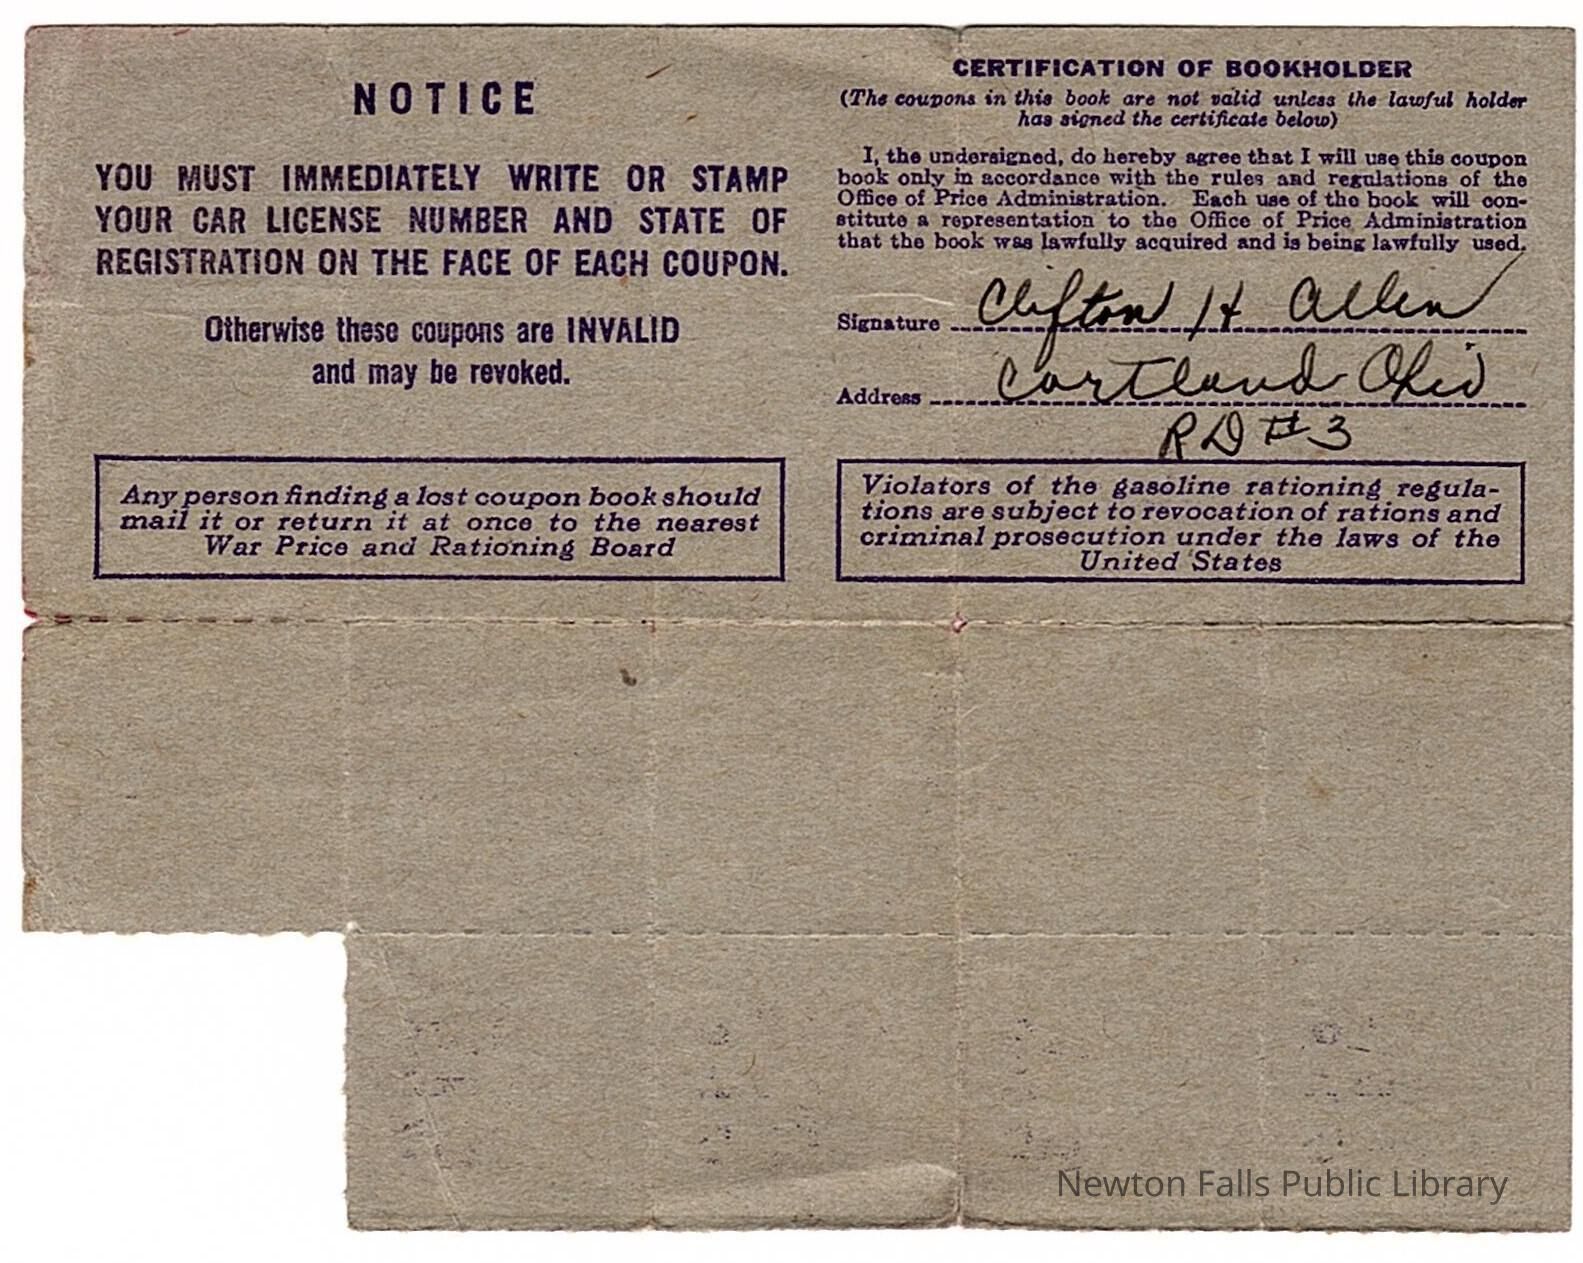 NOTICE
YOU MUST IMMEDIATELY WRITE OR STAMP
YOUR CAR LICENSE NUMBER AND STATE OF
REGISTRATION ON THE FACE OF EACH COUPON.
Otherwise these coupons are INVALID
and may be revoked.
Any person finding a lost coupon book should
mail it or return it at once to the nearest
War Price and Rationing Board
CERTIFICATION OF BOOKHOLDER
(The coupons in this book are not valid unless the lawful holder
has signed the certificate below)
I, the undersigned, do hereby agree that I will use this coupon
book only in accordance with the rules and regulations of the
Office of Price Administration. Each use of the book will con-
stitute a representation to the Office of Price Administration
that the book was lawfully acquired and is being lawfully used.
Signature Clifton H Allen
Address Cortland Ohio
RD #3
Violators of the gasoline rationing regula-
tions are subject to revocation of rations and
criminal prosecution under the laws of the
United States
Newton Falls Public Library